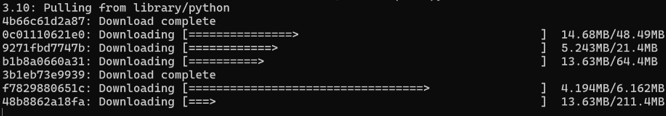 3.10: Pulling from library/python
4b66c61d2a87: Download complete
0c01110621e0: Downloading [===============>                                   ]  14.68MB/48.49MB
9271fbd7747b: Downloading [============>                                      ]  5.243MB/21.4MB
b1b8a0660a31: Downloading [==========>                                        ]  13.63MB/64.4MB
3b1eb73e9939: Download complete
f7829880651c: Downloading [==================================>                ]  4.194MB/6.162MB
48b8862a18fa: Downloading [===>                                               ]  13.63MB/211.4MB